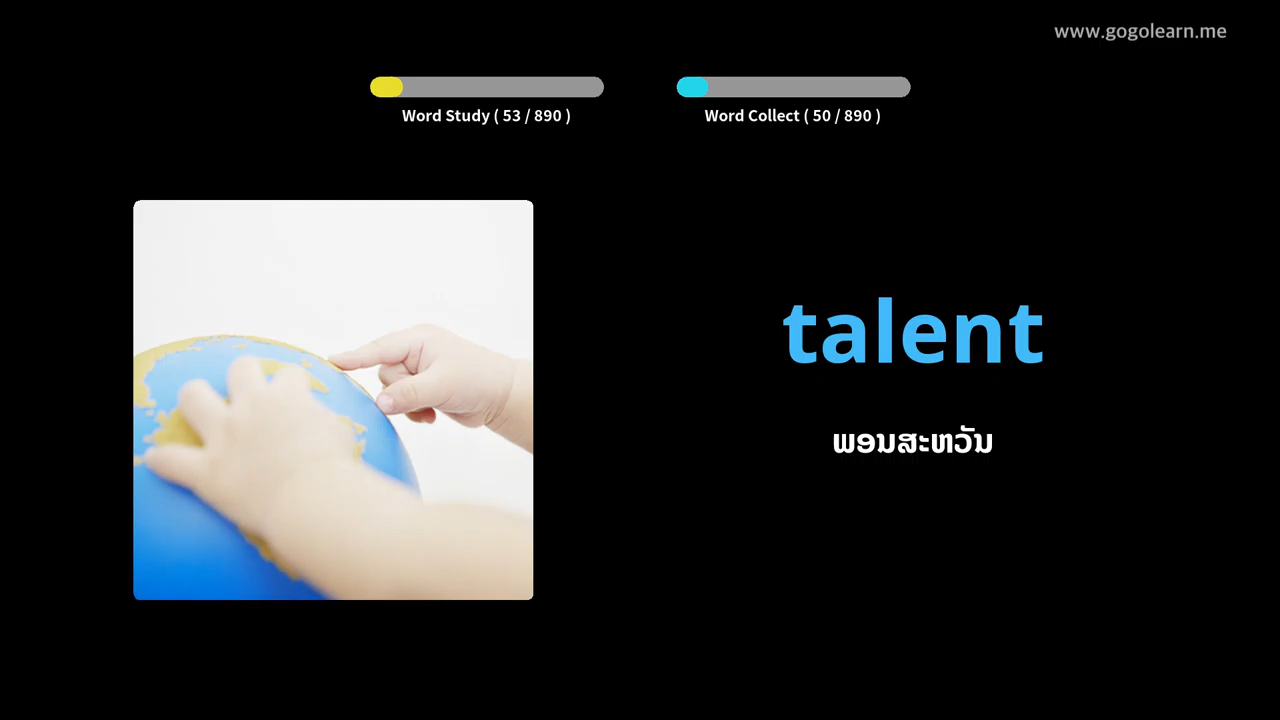 www.gogolearn.me
Word Study ( 53 / 890 )
Word Collect ( 50 / 890 )
talent
ພອນສະຫວັນ